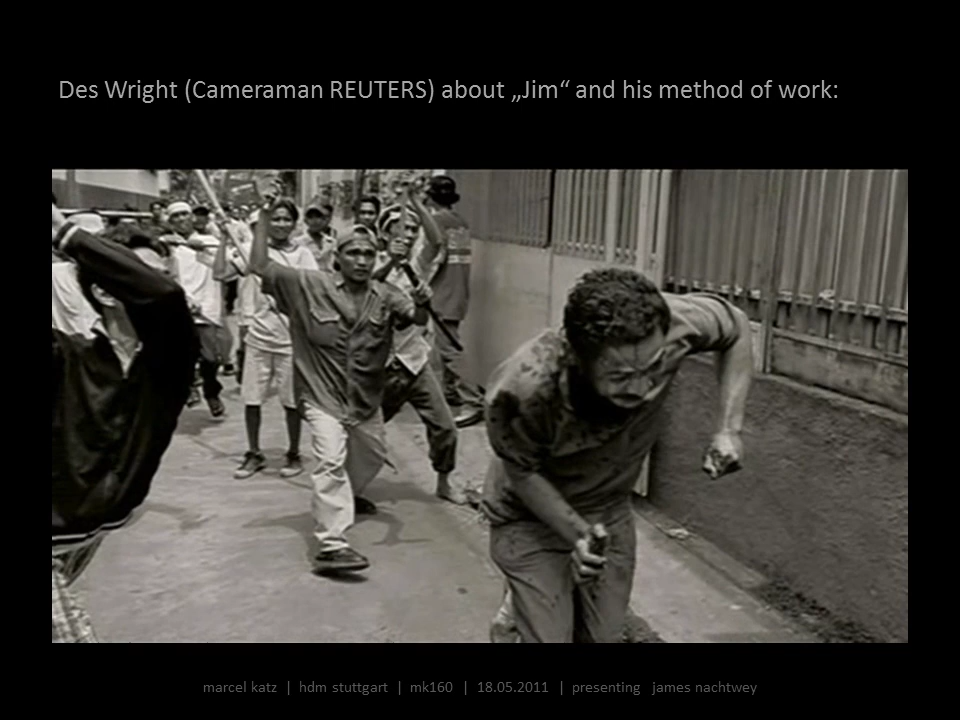 Des Wright (Cameraman REUTERS) about „Jim“ and his method of work:
marcel katz | hdm stuttgart | mk160 | 18.05.2011 | presenting james nachtwey